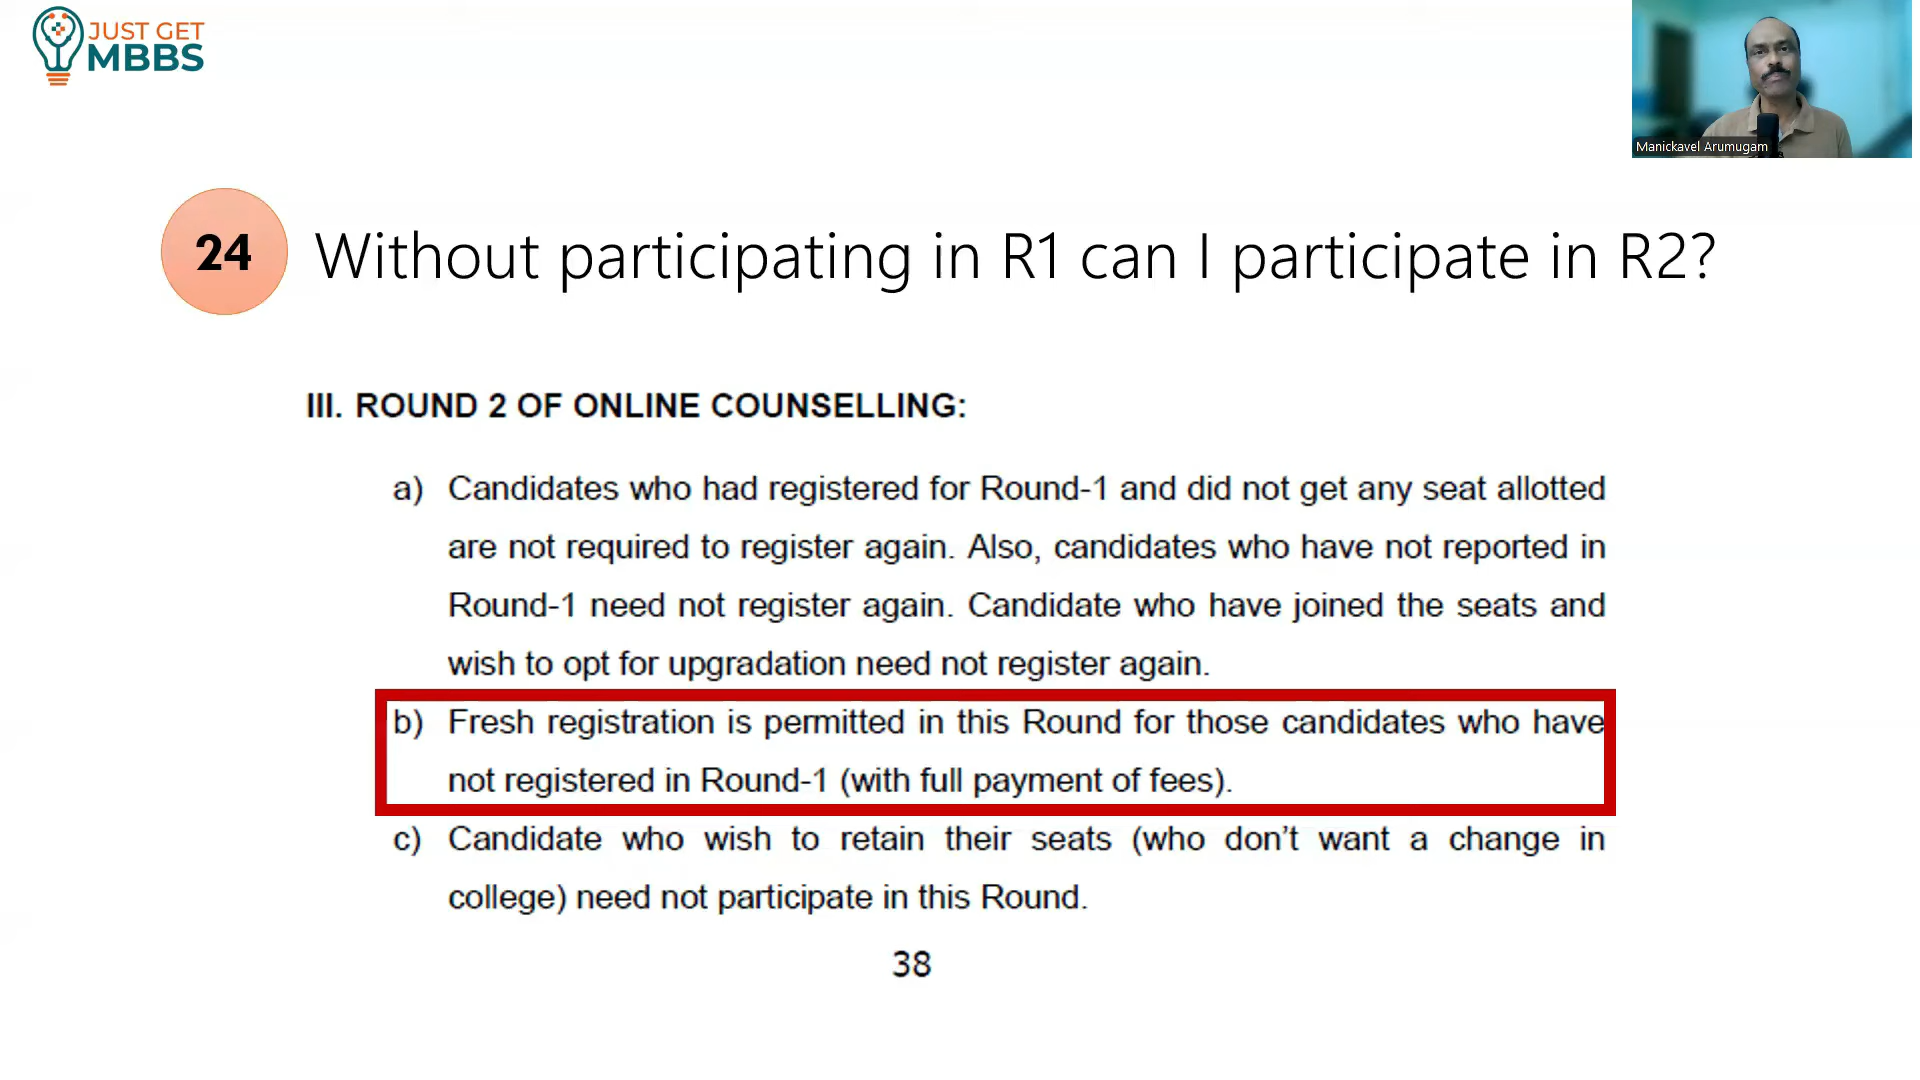 JUST GET
MBBS
Manickavel Arumugam
24 Without participating in R1 can I participate in R2?
III. ROUND 2 OF ONLINE COUNSELLING:
a) Candidates who had registered for Round-1 and did not get any seat allotted
are not required to register again. Also, candidates who have not reported in
Round-1 need not register again. Candidate who have joined the seats and
wish to opt for upgradation need not register again.
b) Fresh registration is permitted in this Round for those candidates who have
not registered in Round-1 (with full payment of fees).
c) Candidate who wish to retain their seats (who don’t want a change in
college) need not participate in this Round.
38